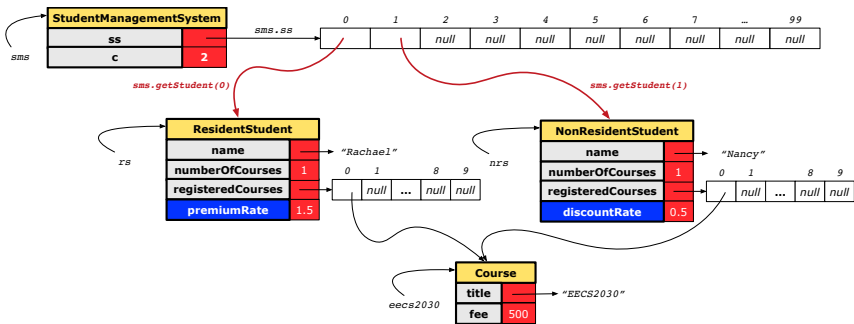 StudentManagementSystem
0 1 2 3 4 5 6 7 … 99
sms
ss
sms.ss
null null null null null null null null
c 2
sms.getStudent(0)
sms.getStudent(1)
ResidentStudent
rs
name
"Rachael"
numberOfCourses 1
0 1 8 9
registeredCourses
null … null null
premiumRate 1.5
NonResidentStudent
nrs
name
"Nancy"
numberOfCourses 1
0 1 8 9
registeredCourses
null … null null
discountRate 0.5
Course
eecs2030
title
"EECS2030"
fee 500